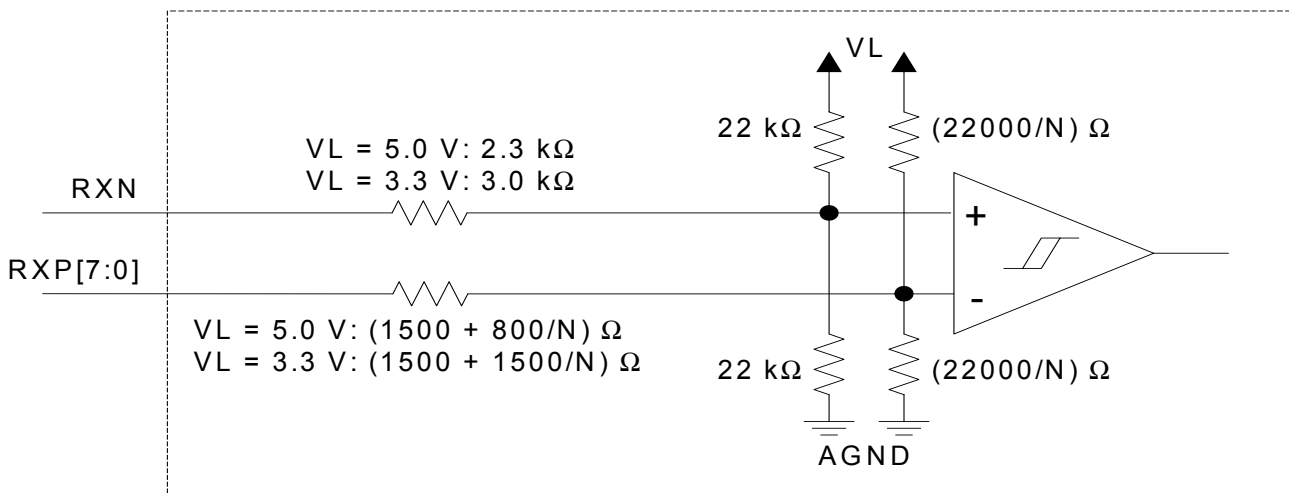 VL
22 kΩ
(22000/N) Ω
VL = 5.0 V: 2.3 kΩ
VL = 3.3 V: 3.0 kΩ
RXN
+
RXP[7:0]
-
VL = 5.0 V: (1500 + 800/N) Ω
VL = 3.3 V: (1500 + 1500/N) Ω
22 kΩ
(22000/N) Ω
AGND